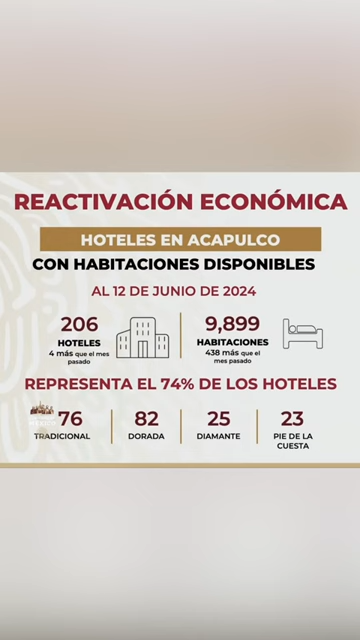 REACTIVACIÓN ECONÓMICA
HOTELES EN ACAPULCO
CON HABITACIONES DISPONIBLES
AL 12 DE JUNIO DE 2024
206
HOTELES
4 más que el mes
pasado
9,899
HABITACIONES
438 más que el
mes pasado
REPRESENTA EL 74% DE LOS HOTELES
76
TRADICIONAL
82
DORADA
25
DIAMANTE
23
PIE DE LA
CUESTA